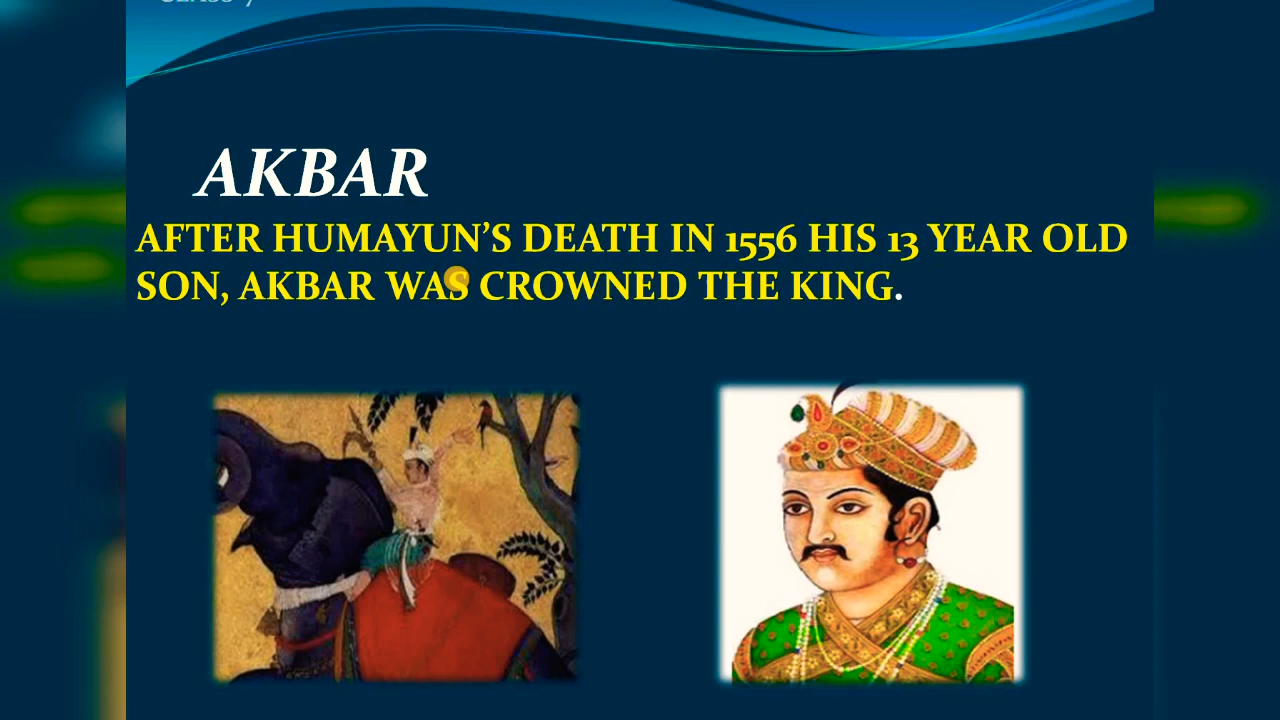 AKBAR
AFTER HUMAYUN'S DEATH IN 1556 HIS 13 YEAR OLD
SON, AKBAR WAS CROWNED THE KING.